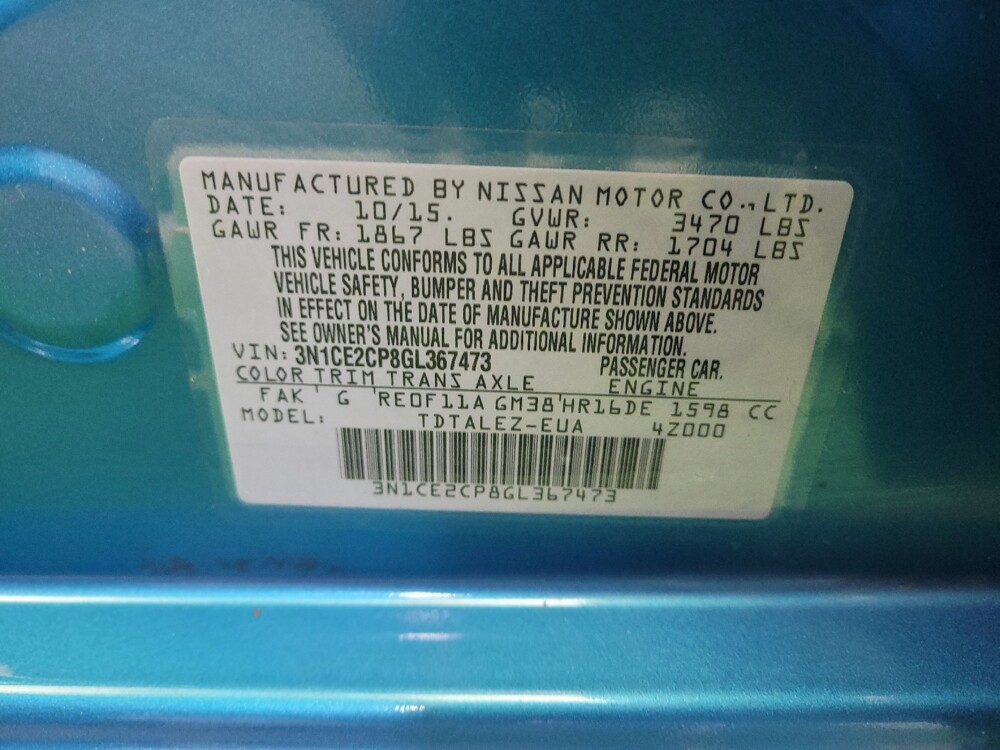 MANUFACTURED BY NISSAN MOTOR CO., LTD.
DATE: 10/15. GVWR: 3470 LBS
GAWR FR: 1867 LBS GAWR RR: 1704 LBS
THIS VEHICLE CONFORMS TO ALL APPLICABLE FEDERAL MOTOR
VEHICLE SAFETY, BUMPER AND THEFT PREVENTION STANDARDS
IN EFFECT ON THE DATE OF MANUFACTURE SHOWN ABOVE.
SEE OWNER'S MANUAL FOR ADDITIONAL INFORMATION.
VIN: 3N1CE2CP8GL367473 PASSENGER CAR.
COLOR TRIM TRANS AXLE ENGINE
FAK G RE0F11A GM38 HR16DE 1598 CC
MODEL: TDTALEZ-EUA 4Z000
3N1CE2CP8GL367473